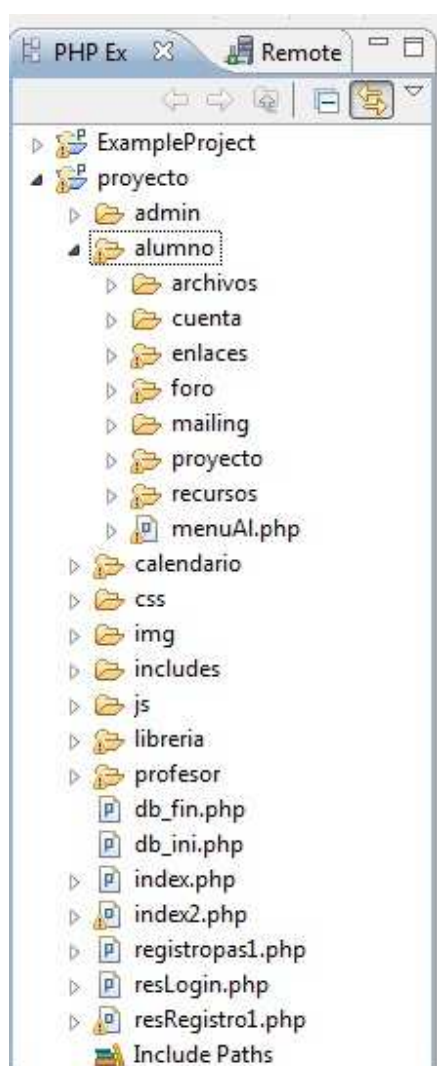 PHP Ex Remote
ExampleProject
proyecto
admin
alumno
archivos
cuenta
enlaces
foro
mailing
proyecto
recursos
menuAl.php
calendario
css
img
includes
js
libreria
profesor
db_fin.php
db_ini.php
index.php
index2.php
registropas1.php
resLogin.php
resRegistro1.php
Include Paths